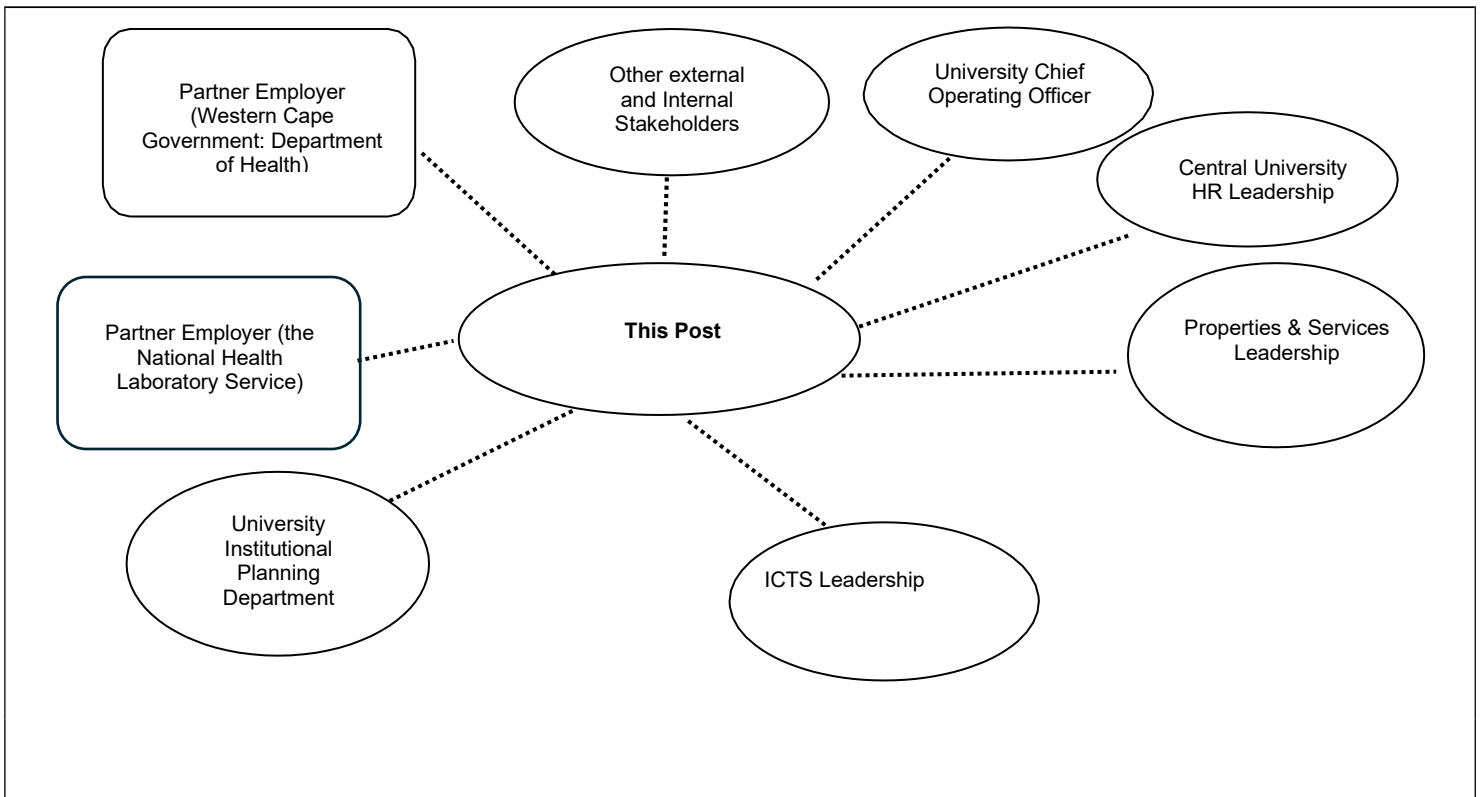 Partner Employer
(Western Cape
Government: Department
of Health)
Other external
and Internal
Stakeholders
University Chief
Operating Officer
Central University
HR Leadership
Partner Employer (the
National Health
Laboratory Service)
This Post
Properties & Services
Leadership
University
Institutional
Planning
Department
ICTS Leadership